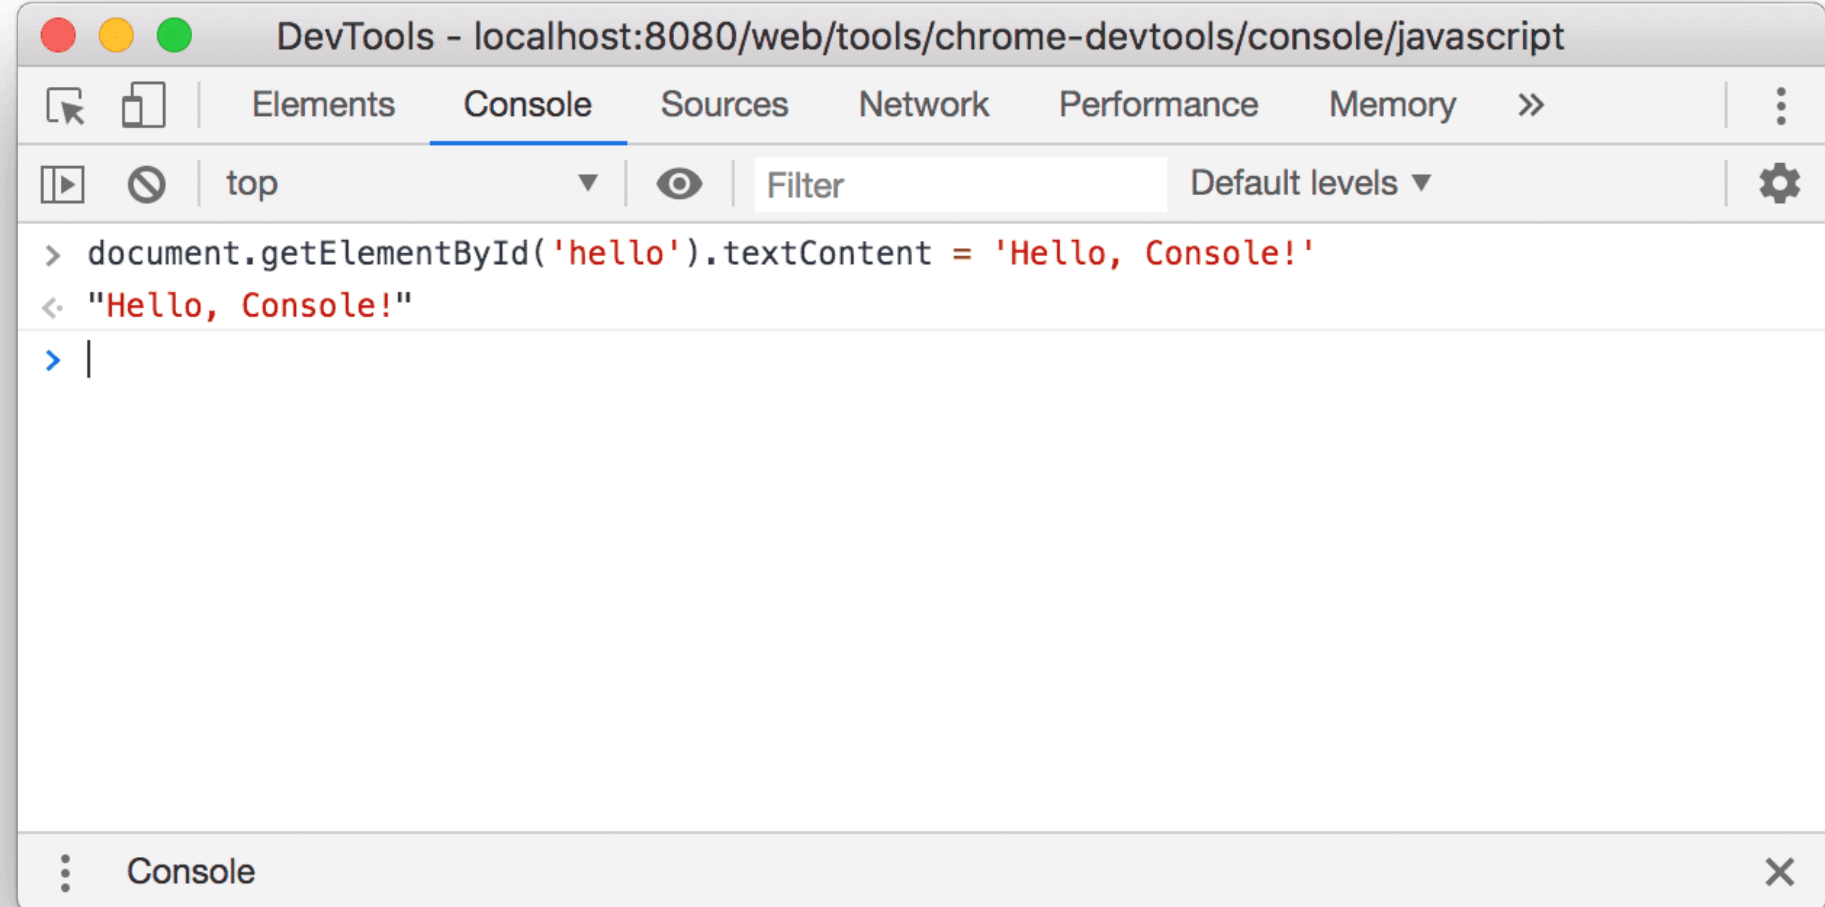 DevTools - localhost:8080/web/tools/chrome-devtools/console/javascript
Elements Console Sources Network Performance Memory »
top Filter Default levels
> document.getElementById('hello').textContent = 'Hello, Console!'
"Hello, Console!"
>
Console